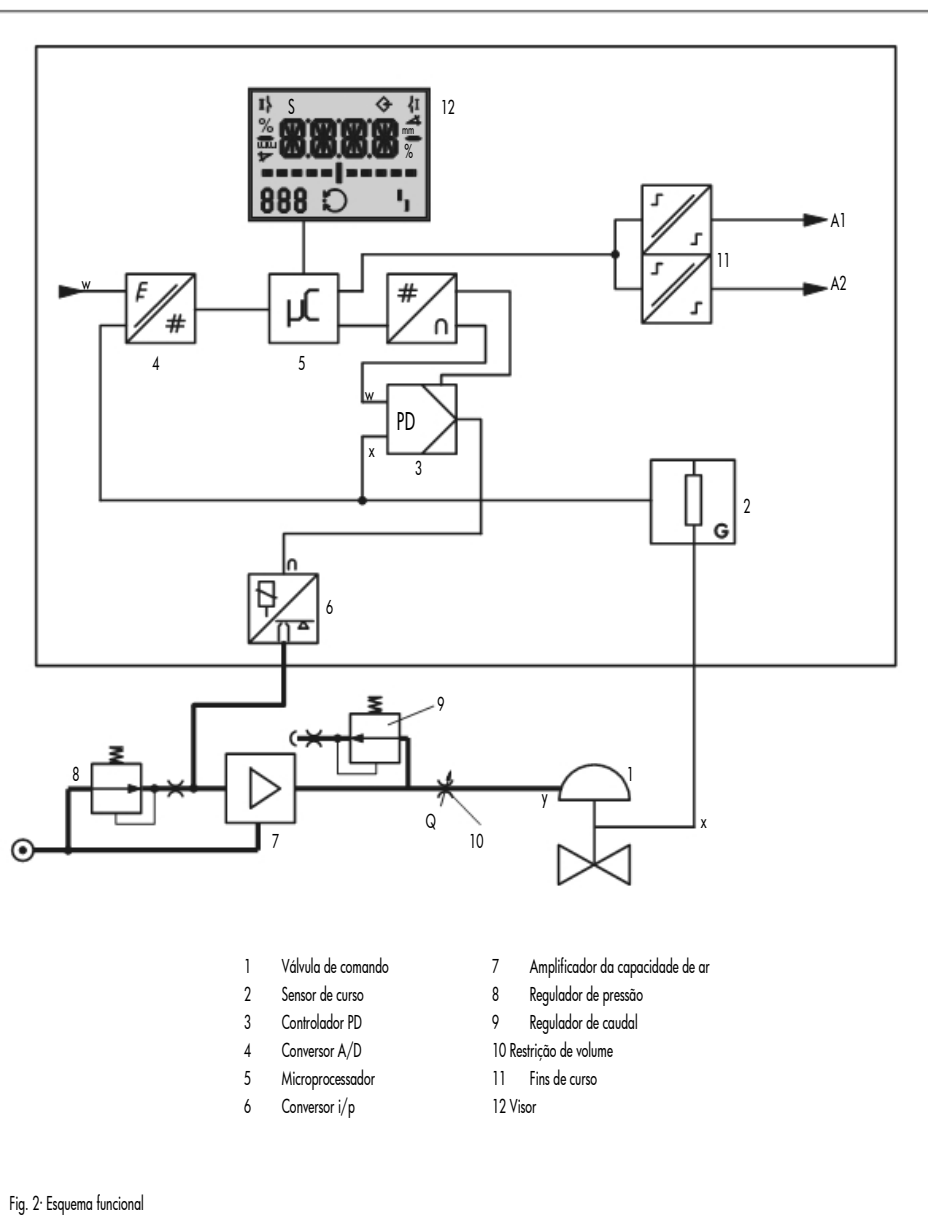 S
12
%
mm
%
888
A1
11
A2
w
E
#
4
µC
5
#
n
w
PD
x
3
2
G
n
6
9
8
1
y
Q
10
7
x
1 Válvula de comando
2 Sensor de curso
3 Controlador PD
4 Conversor A/D
5 Microprocessador
6 Conversor i/p
7 Amplificador da capacidade de ar
8 Regulador de pressão
9 Regulador de caudal
10 Restrição de volume
11 Fins de curso
12 Visor
Fig. 2· Esquema funcional